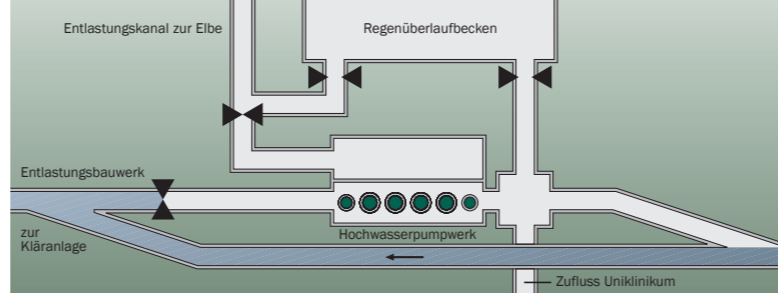 Entlastungskanal zur Elbe
Regenüberlaufbecken
Entlastungsbauwerk
zur
Kläranlage
Hochwasserpumpwerk
Zufluss Uniklinikum